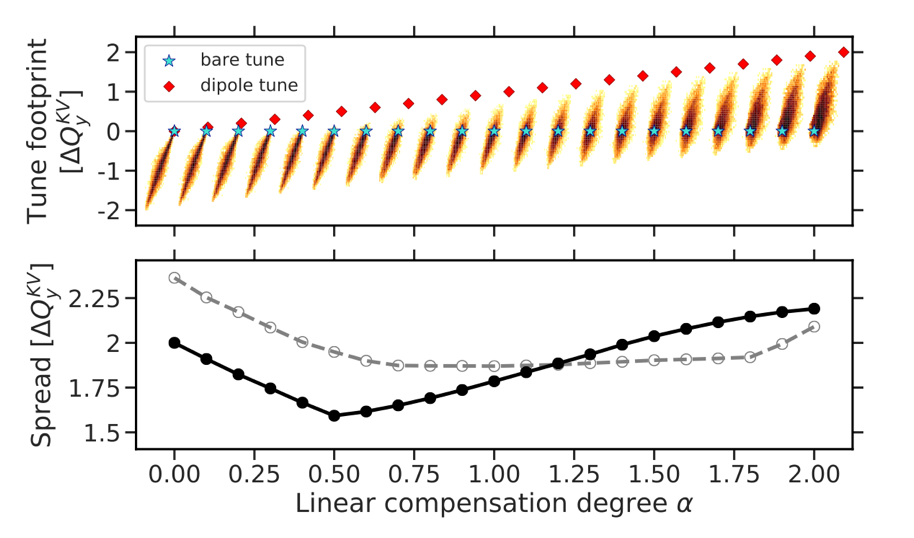 Tune footprint
[ΔQ_y^{KV}]
2
1
0
-1
-2
bare tune
dipole tune
Spread [ΔQ_y^{KV}]
2.25
2
1.75
1.5
0.00 0.25 0.50 0.75 1.00 1.25 1.50 1.75 2.00
Linear compensation degree α